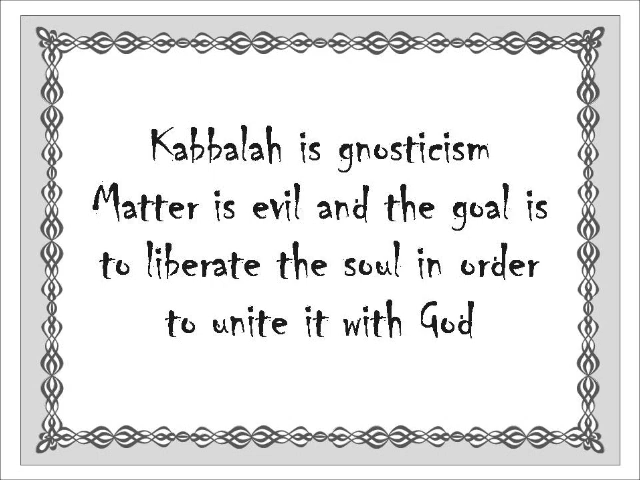 Kabbalah is gnosticism
Matter is evil and the goal is
to liberate the soul in order
to unite it with God